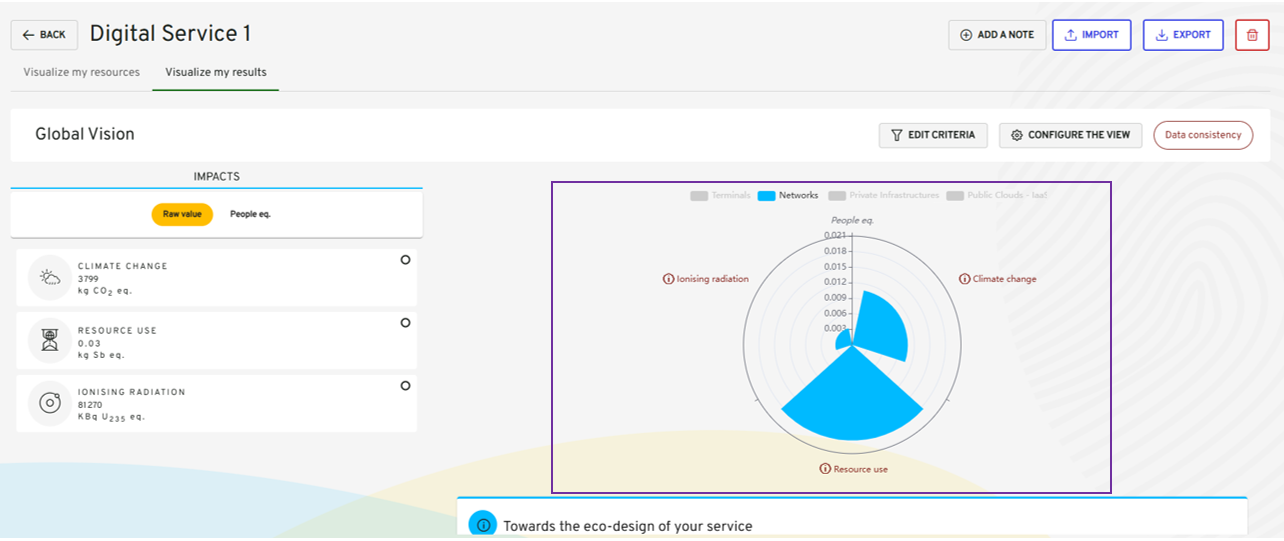 BACK
Digital Service 1
ADD A NOTE
IMPORT
EXPORT
Visualize my resources
Visualize my results
Global Vision
EDIT CRITERIA
CONFIGURE THE VIEW
Data consistency
IMPACTS
Raw value
People eq.
CLIMATE CHANGE
3799
kg CO2 eq.
RESOURCE USE
0.03
kg Sb eq.
IONISING RADIATION
81270
KBq U235 eq.
Terminals
Networks
Private Infrastructures
Public Clouds - IaaS
People eq.
0.021
0.018
0.015
0.012
0.009
0.006
0.003
Ionising radiation
Climate change
Resource use
Towards the eco-design of your service